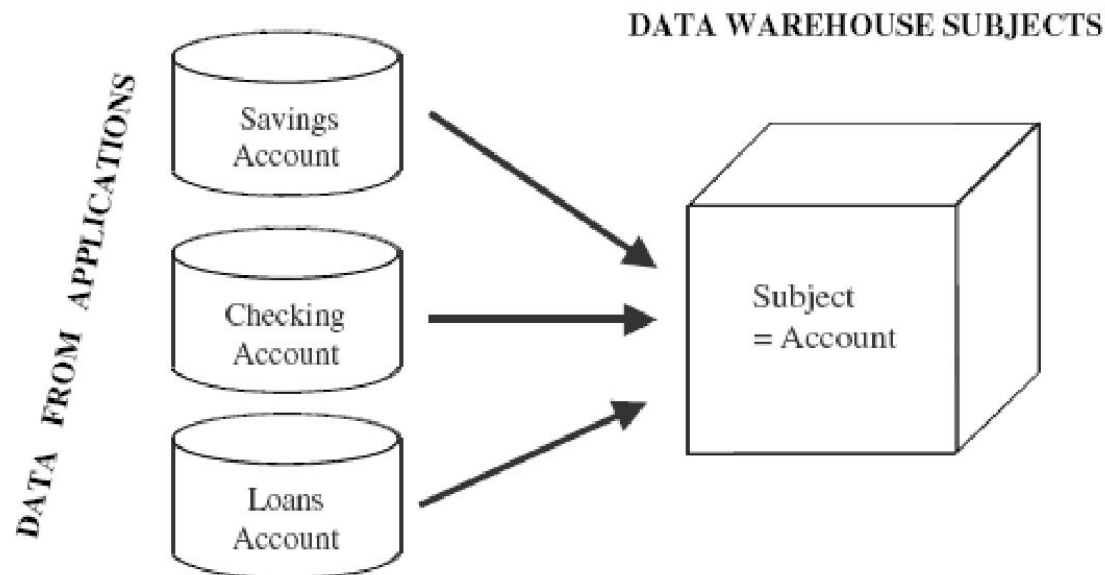 DATA WAREHOUSE SUBJECTS
DATA FROM APPLICATIONS
Savings
Account
Checking
Account
Loans
Account
Subject
= Account